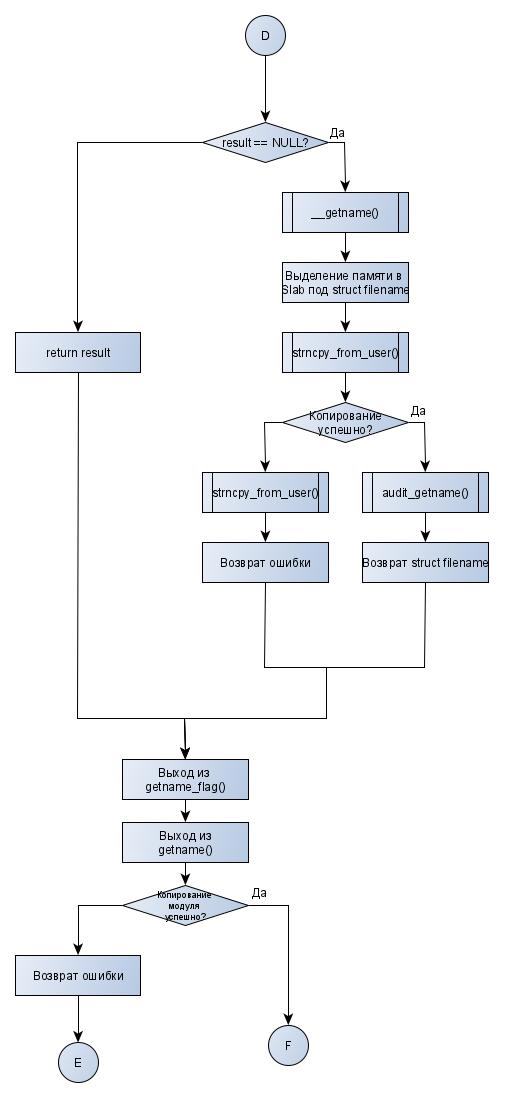 D
result == NULL?
Да
__getname()
Выделение памяти в
Slab под struct filename
return result
strncpy_from_user()
Копирование
успешно?
Да
strncpy_from_user()
audit_getname()
Возврат ошибки
Возврат struct filename
Выход из
getname_flag()
Выход из
getname()
Копирование
модуля
успешно?
Да
Возврат ошибки
F
E